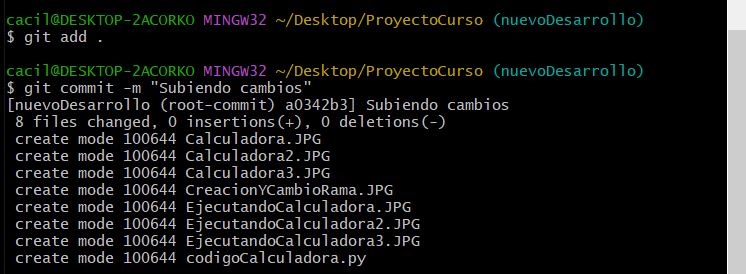 cacil@DESKTOP-2ACORKO MINGW32 ~/Desktop/ProyectoCurso (nuevoDesarrollo)
$ git add .
cacil@DESKTOP-2ACORKO MINGW32 ~/Desktop/ProyectoCurso (nuevoDesarrollo)
$ git commit -m "Subiendo cambios"
[nuevoDesarrollo (root-commit) a0342b3] Subiendo cambios
8 files changed, 0 insertions(+), 0 deletions(-)
create mode 100644 Calculadora.JPG
create mode 100644 Calculadora2.JPG
create mode 100644 Calculadora3.JPG
create mode 100644 CreacionYCambioRama.JPG
create mode 100644 EjecutandoCalculadora.JPG
create mode 100644 EjecutandoCalculadora2.JPG
create mode 100644 EjecutandoCalculadora3.JPG
create mode 100644 codigoCalculadora.py